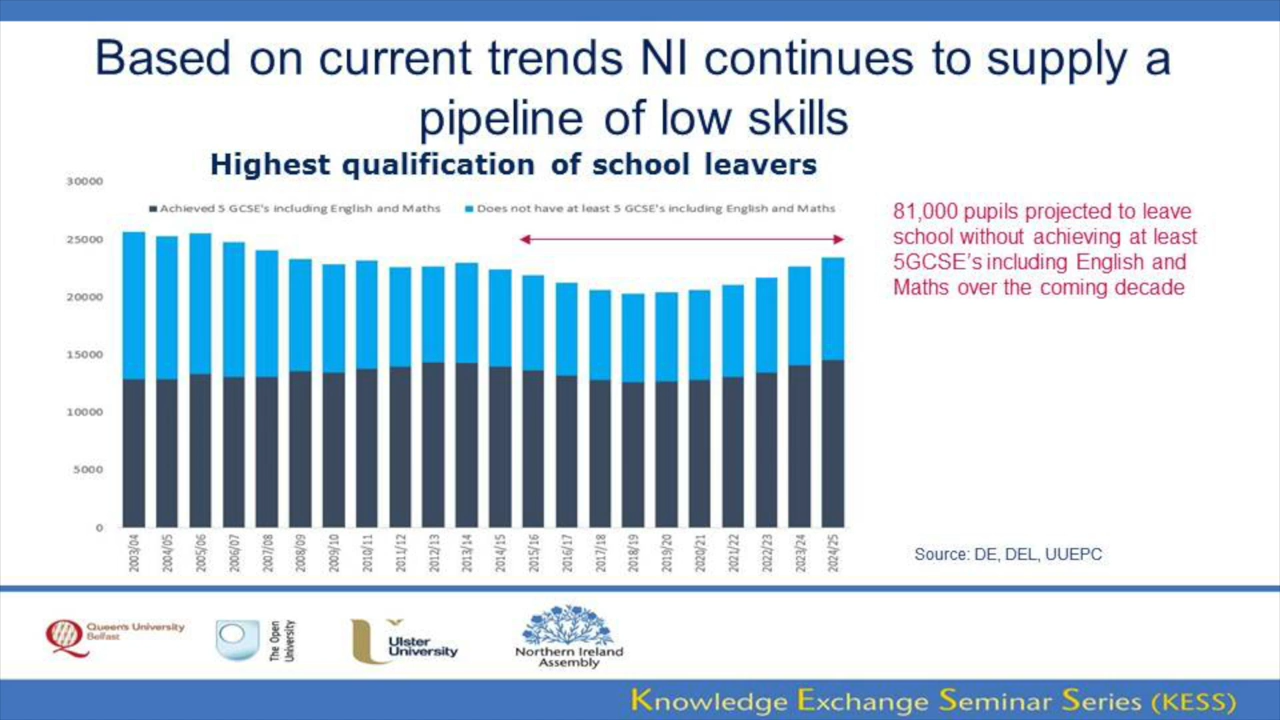 Based on current trends NI continues to supply a
pipeline of low skills
Highest qualification of school leavers
30000
Achieved 5 GCSE's including English and Maths
Does not have at least 5 GCSE's including English and Maths
25000
20000
15000
10000
5000
0
2003/04
2004/05
2005/06
2006/07
2007/08
2008/09
2009/10
2010/11
2011/12
2012/13
2013/14
2014/15
2015/16
2016/17
2017/18
2018/19
2019/20
2020/21
2021/22
2022/23
2023/24
2024/25
81,000 pupils projected to leave
school without achieving at least
5GCSE's including English and
Maths over the coming decade
Source: DE, DEL, UUEPC
Queen's University
Belfast
The Open
University
Ulster
University
Northern Ireland
Assembly
Knowledge Exchange Seminar Series (KESS)